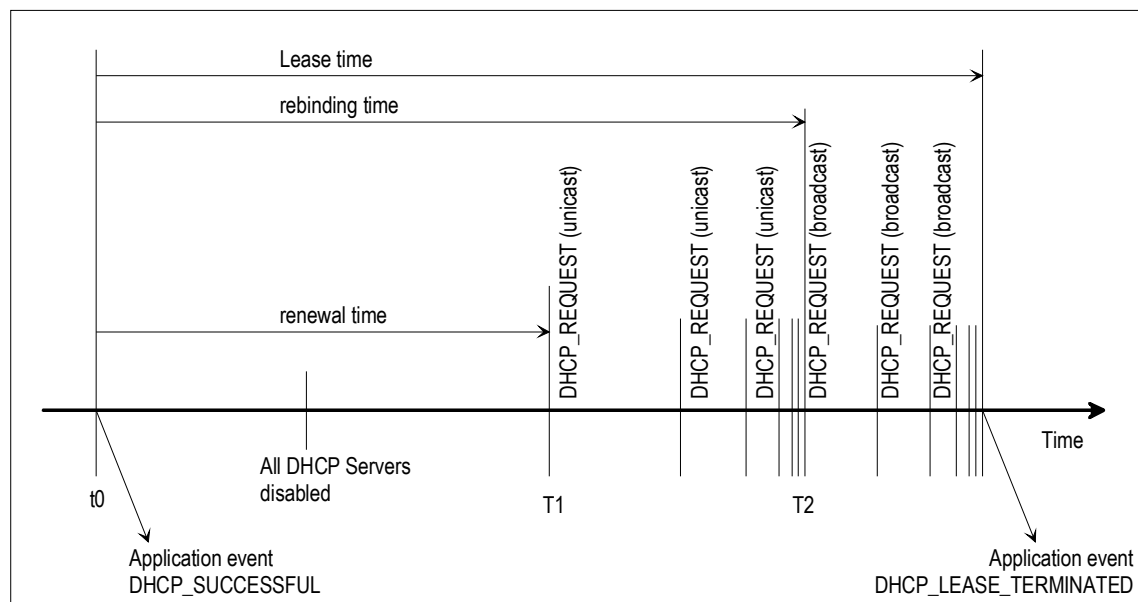 Lease time
rebinding time
DHCP_REQUEST (unicast)
DHCP_REQUEST (unicast)
DHCP_REQUEST (unicast)
DHCP_REQUEST (broadcast)
DHCP_REQUEST (broadcast)
DHCP_REQUEST (broadcast)
renewal time
Time
All DHCP Servers
disabled
t0
T1
T2
Application event
DHCP_SUCCESSFUL
Application event
DHCP_LEASE_TERMINATED